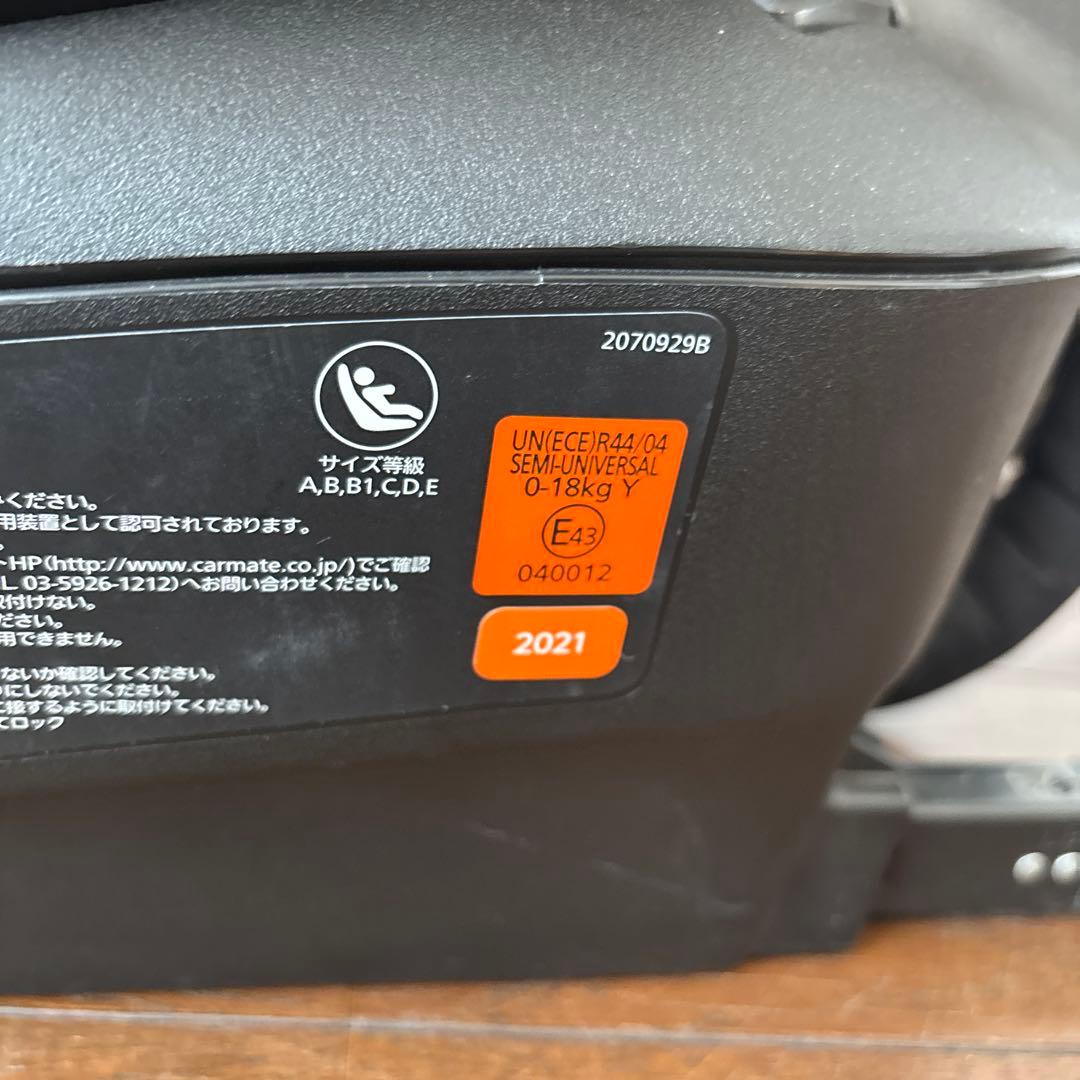 2070929B
サイズ等級
A,B,B1,C,D,E
UN(ECE)R44/04
SEMI-UNIVERSAL
0-18kg Y
E43
040012
2021
ください。
用装置として認可されております。
HP(http://www.carmate.co.jp/)でご確認
L 03-5926-1212)へお問い合わせください。
付けない。
ださい。
用できません。
ないか確認してください。
にしないでください。
に接するように取付けてください。
てロック